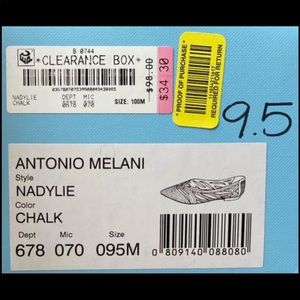 B-0744
*CLEARANCE BOX*
NADYLIE
CHALK
DEPT MIC
0678 070
SIZE: 100M
$98.00
$34.30
*PROOF OF PURCHASE*
REQUIRED FOR RETURN
9.5
ANTONIO MELANI
Style
NADYLIE
Color
CHALK
Dept Mic Size
678 070 095M
0 809140 088080